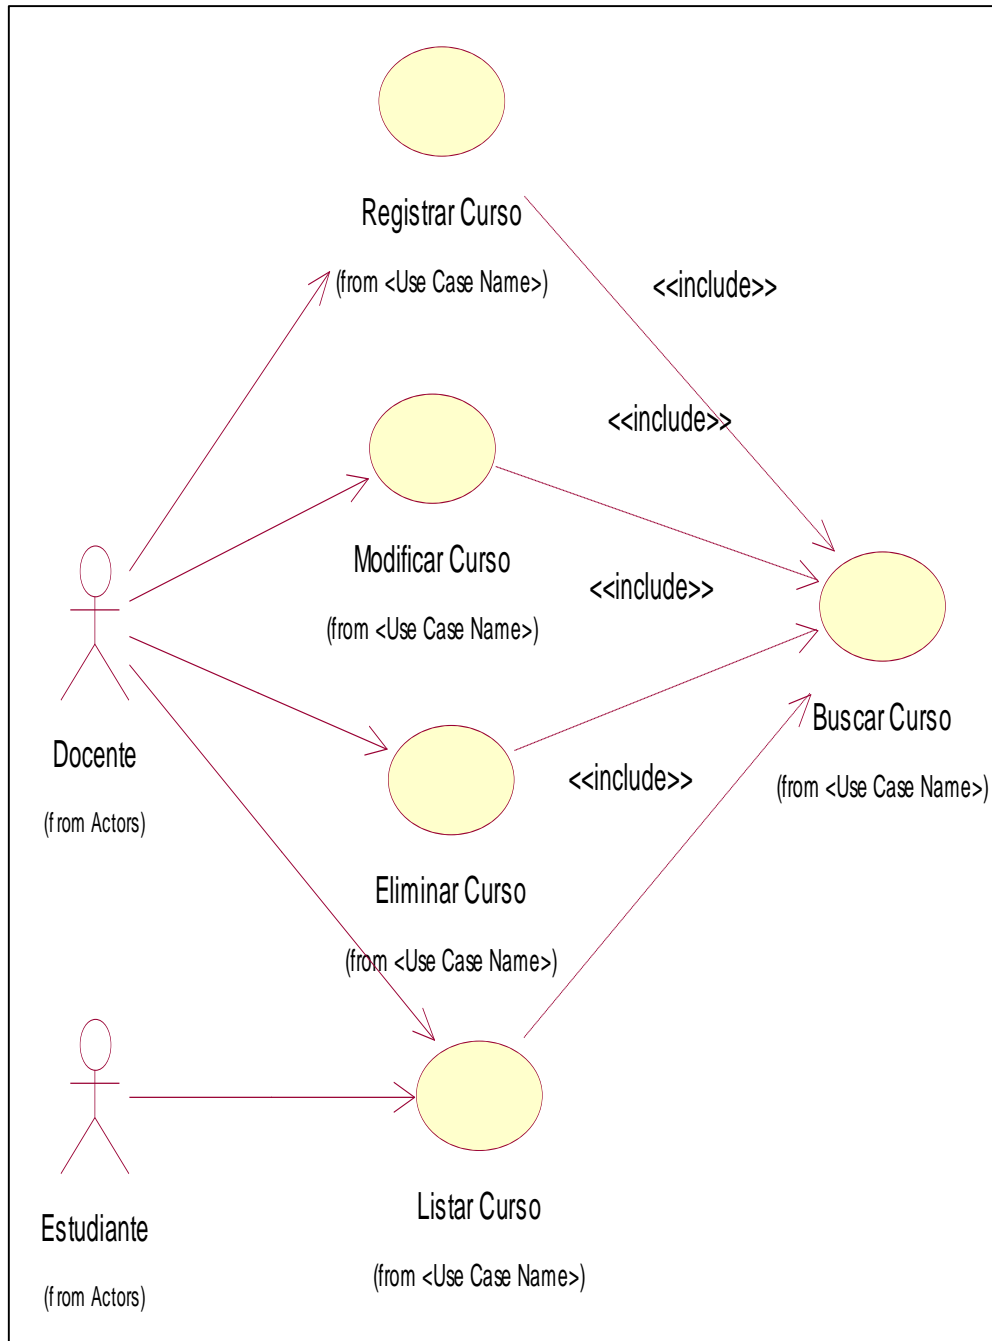 Registrar Curso
(from <Use Case Name>)
<<include>>
<<include>>
Modificar Curso
(from <Use Case Name>)
<<include>>
Docente
(from Actors)
Buscar Curso
(from <Use Case Name>)
<<include>>
Eliminar Curso
(from <Use Case Name>)
Listar Curso
(from <Use Case Name>)
Estudiante
(from Actors)